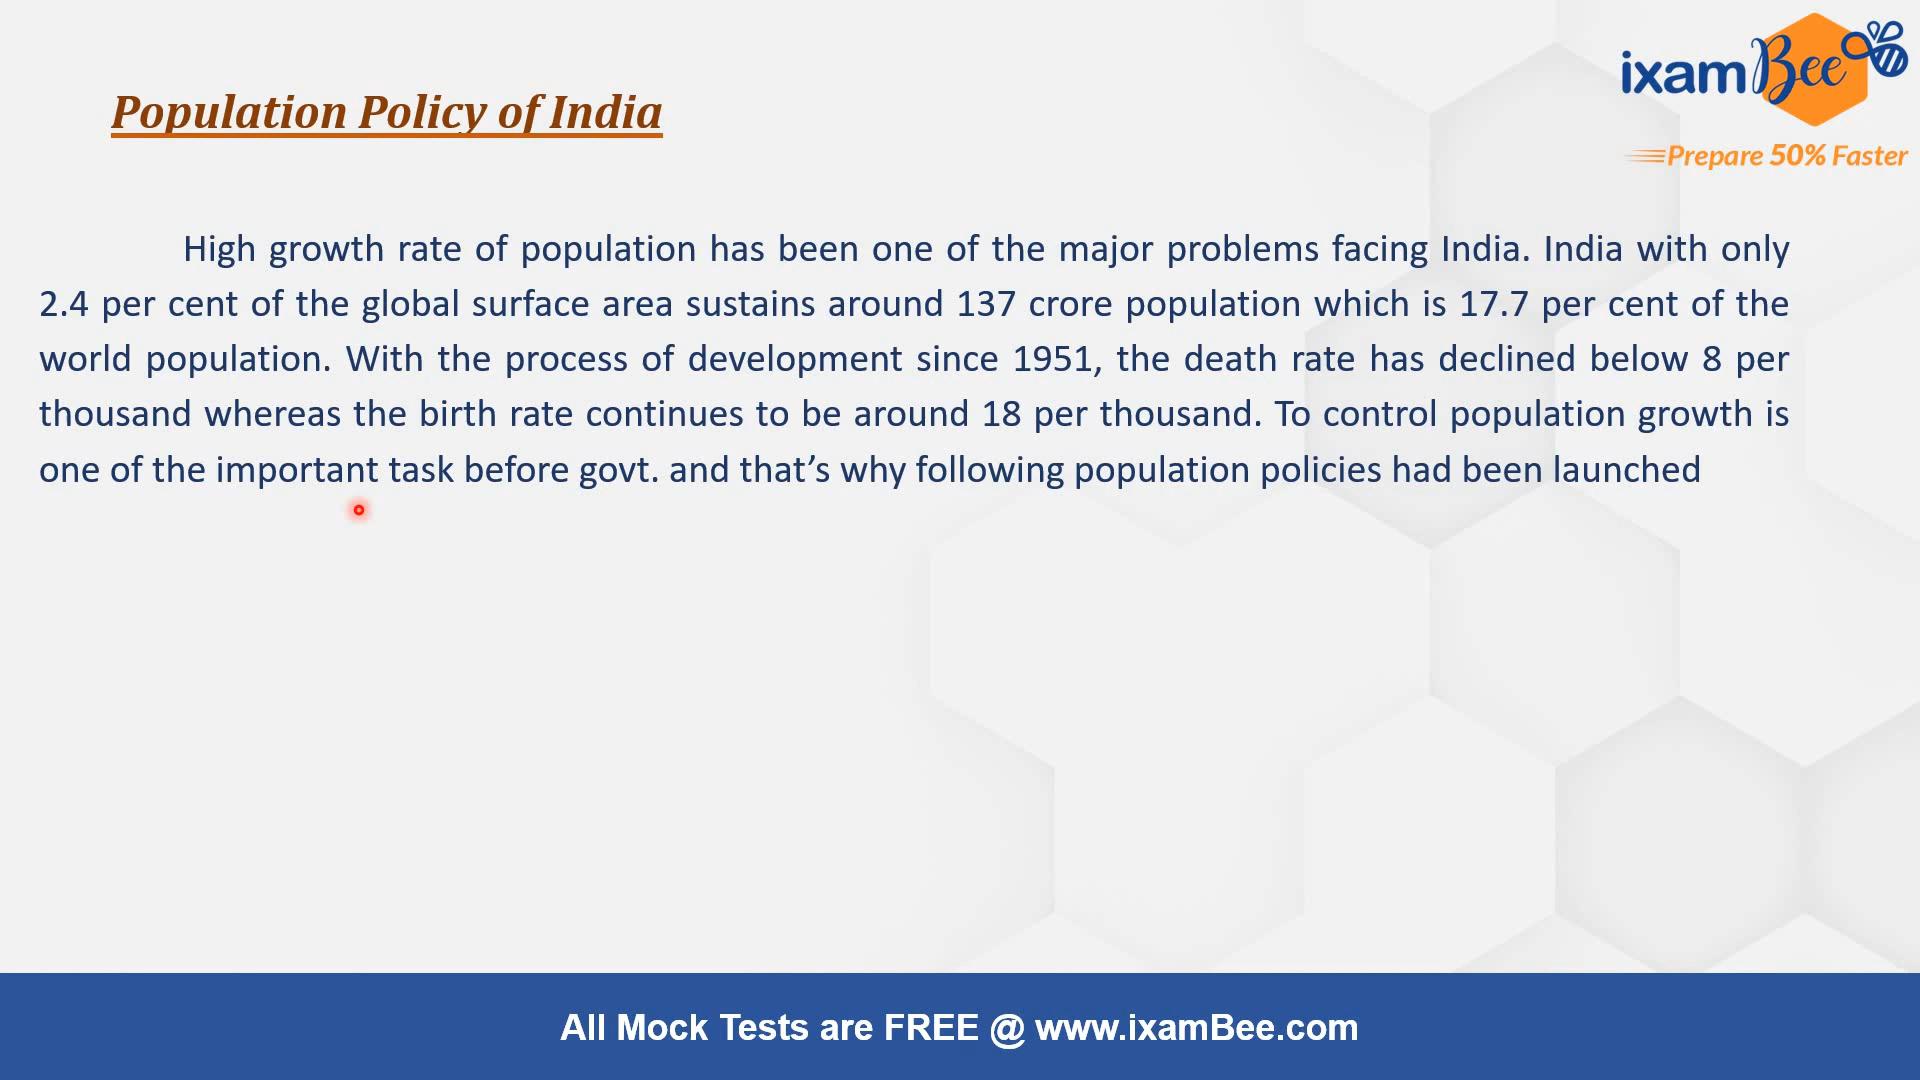 ixamBee
Prepare 50% Faster
Population Policy of India
High growth rate of population has been one of the major problems facing India. India with only
2.4 per cent of the global surface area sustains around 137 crore population which is 17.7 per cent of the
world population. With the process of development since 1951, the death rate has declined below 8 per
thousand whereas the birth rate continues to be around 18 per thousand. To control population growth is
one of the important task before govt. and that’s why following population policies had been launched
All Mock Tests are FREE @ www.ixamBee.com